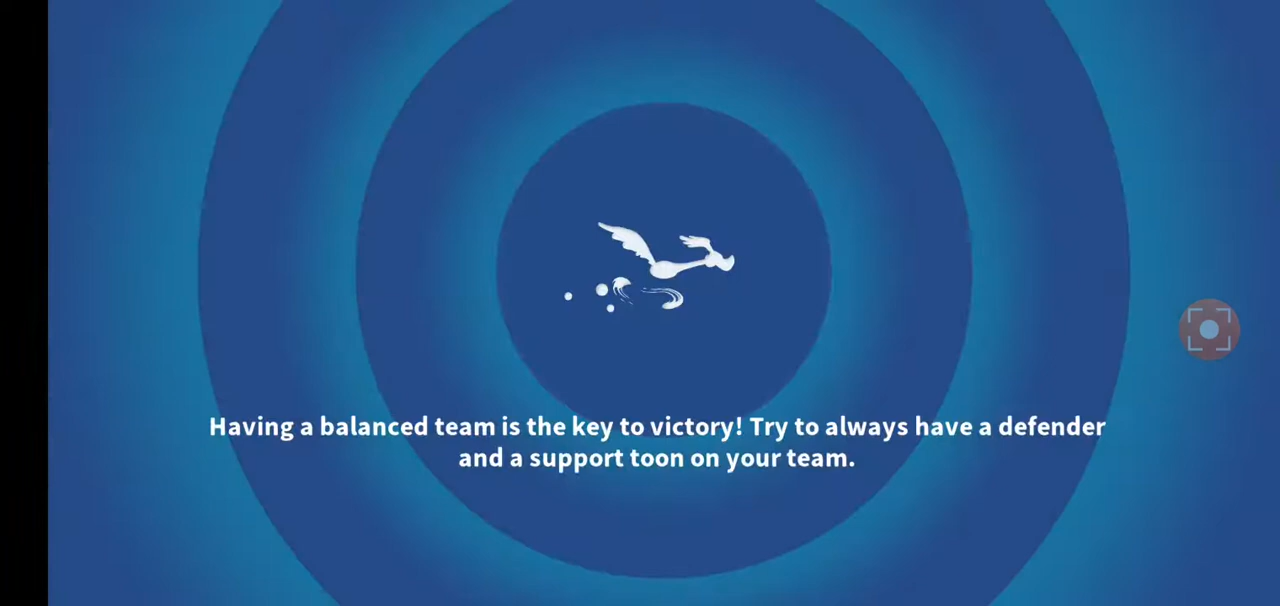 Having a balanced team is the key to victory! Try to always have a defender
and a support toon on your team.